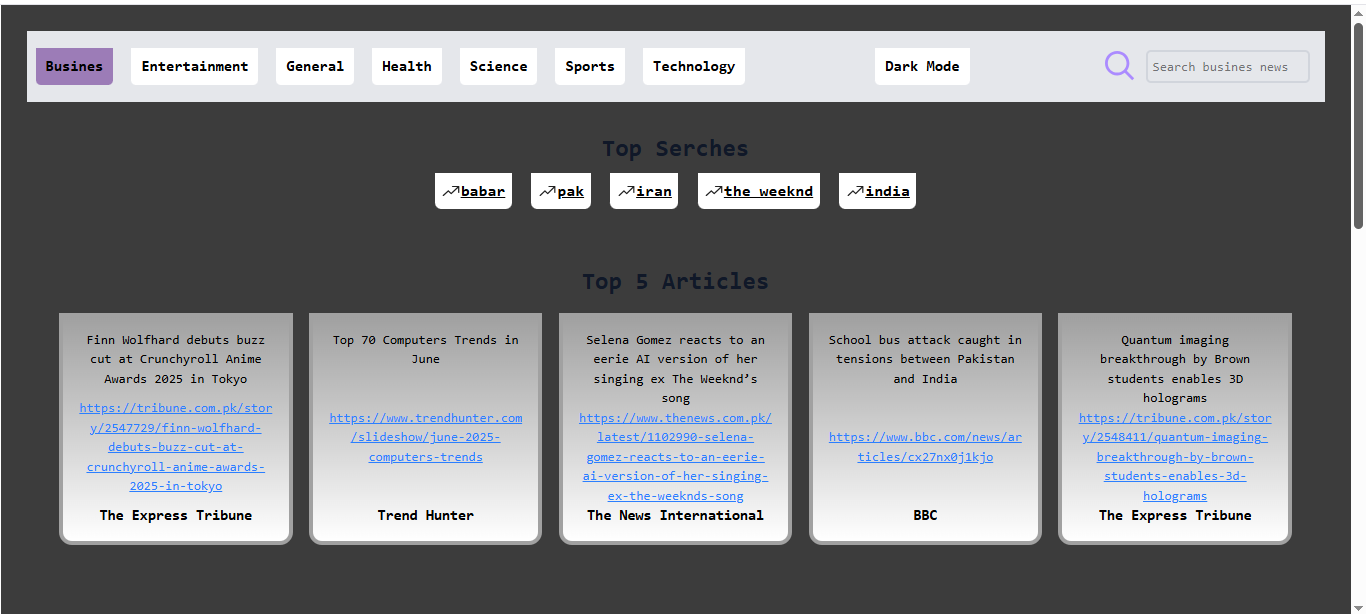 Busines
Entertainment
General
Health
Science
Sports
Technology
Dark Mode
Search busines news
Top Serches
babar
pak
iran
the weeknd
india
Top 5 Articles
Finn Wolfhard debuts buzz
cut at Crunchyroll Anime
Awards 2025 in Tokyo
https://tribune.com.pk/stor
y/2547729/finn-wolfhard-
debuts-buzz-cut-at-
crunchyroll-anime-awards-
2025-in-tokyo
The Express Tribune
Top 70 Computers Trends in
June
https://www.trendhunter.com
/slideshow/june-2025-
computers-trends
Trend Hunter
Selena Gomez reacts to an
eerie AI version of her
singing ex The Weeknd’s
song
https://www.thenews.com.pk/
latest/1102990-selena-
gomez-reacts-to-an-eerie-
ai-version-of-her-singing-
ex-the-weeknds-song
The News International
School bus attack caught in
tensions between Pakistan
and India
https://www.bbc.com/news/ar
ticles/cx27nx0j1kjo
BBC
Quantum imaging
breakthrough by Brown
students enables 3D
holograms
https://tribune.com.pk/stor
y/2548411/quantum-imaging-
breakthrough-by-brown-
students-enables-3d-
holograms
The Express Tribune